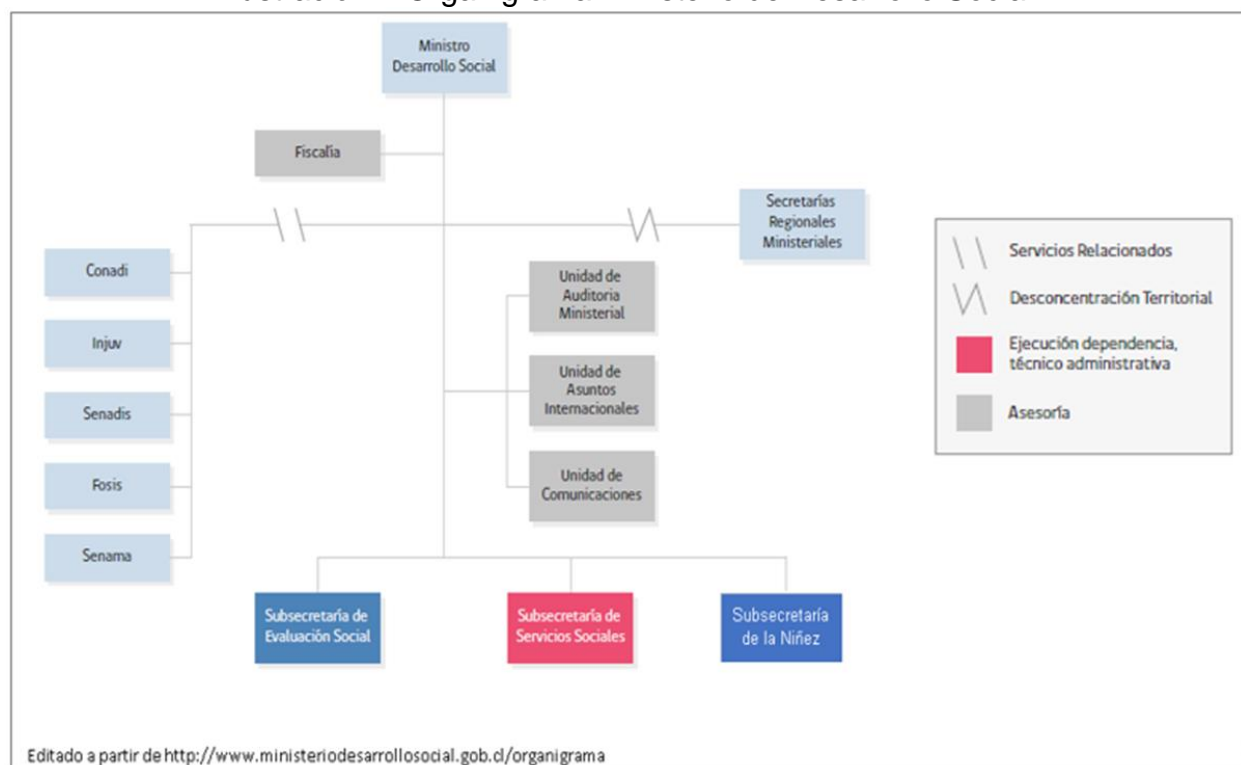 Ministro
Desarrollo Social
Fiscalía
Secretarías
Regionales
Ministeriales
Conadi
Injuv
Senadis
Fosis
Senama
Unidad de
Auditoria
Ministerial
Unidad de
Asuntos
Internacionales
Unidad de
Comunicaciones
Servicios Relacionados
Desconcentración Territorial
Ejecución dependencia,
técnico administrativa
Asesoría
Subsecretaría de
Evaluación Social
Subsecretaría de
Servicios Sociales
Subsecretaría
de la Niñez
Editado a partir de http://www.ministeriodesarrollosocial.gob.cl/organigrama